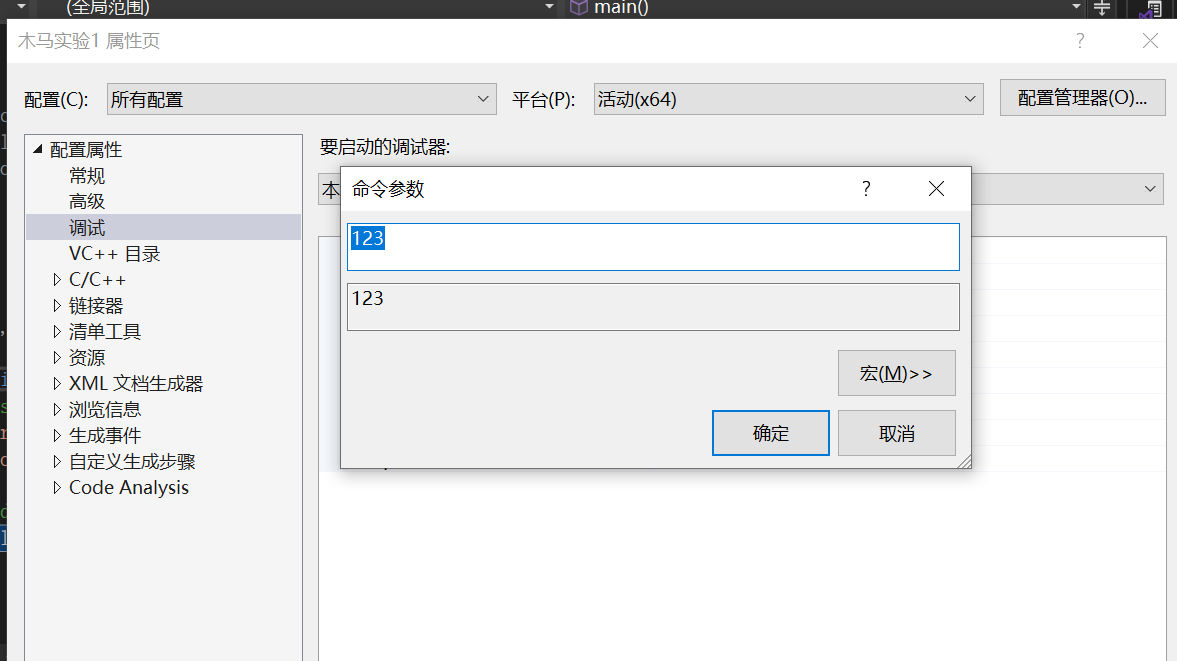 (全局范围) main()
木马实验1 属性页
?
配置(C): 所有配置 平台(P): 活动(x64) 配置管理器(O)...
配置属性
常规
高级
调试
VC++ 目录
C/C++
链接器
清单工具
资源
XML 文档生成器
浏览信息
生成事件
自定义生成步骤
Code Analysis
要启动的调试器:
本
命令参数 ?
123
123
宏(M)>>
确定 取消